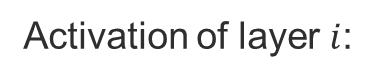 Activation of layer 𝑖: